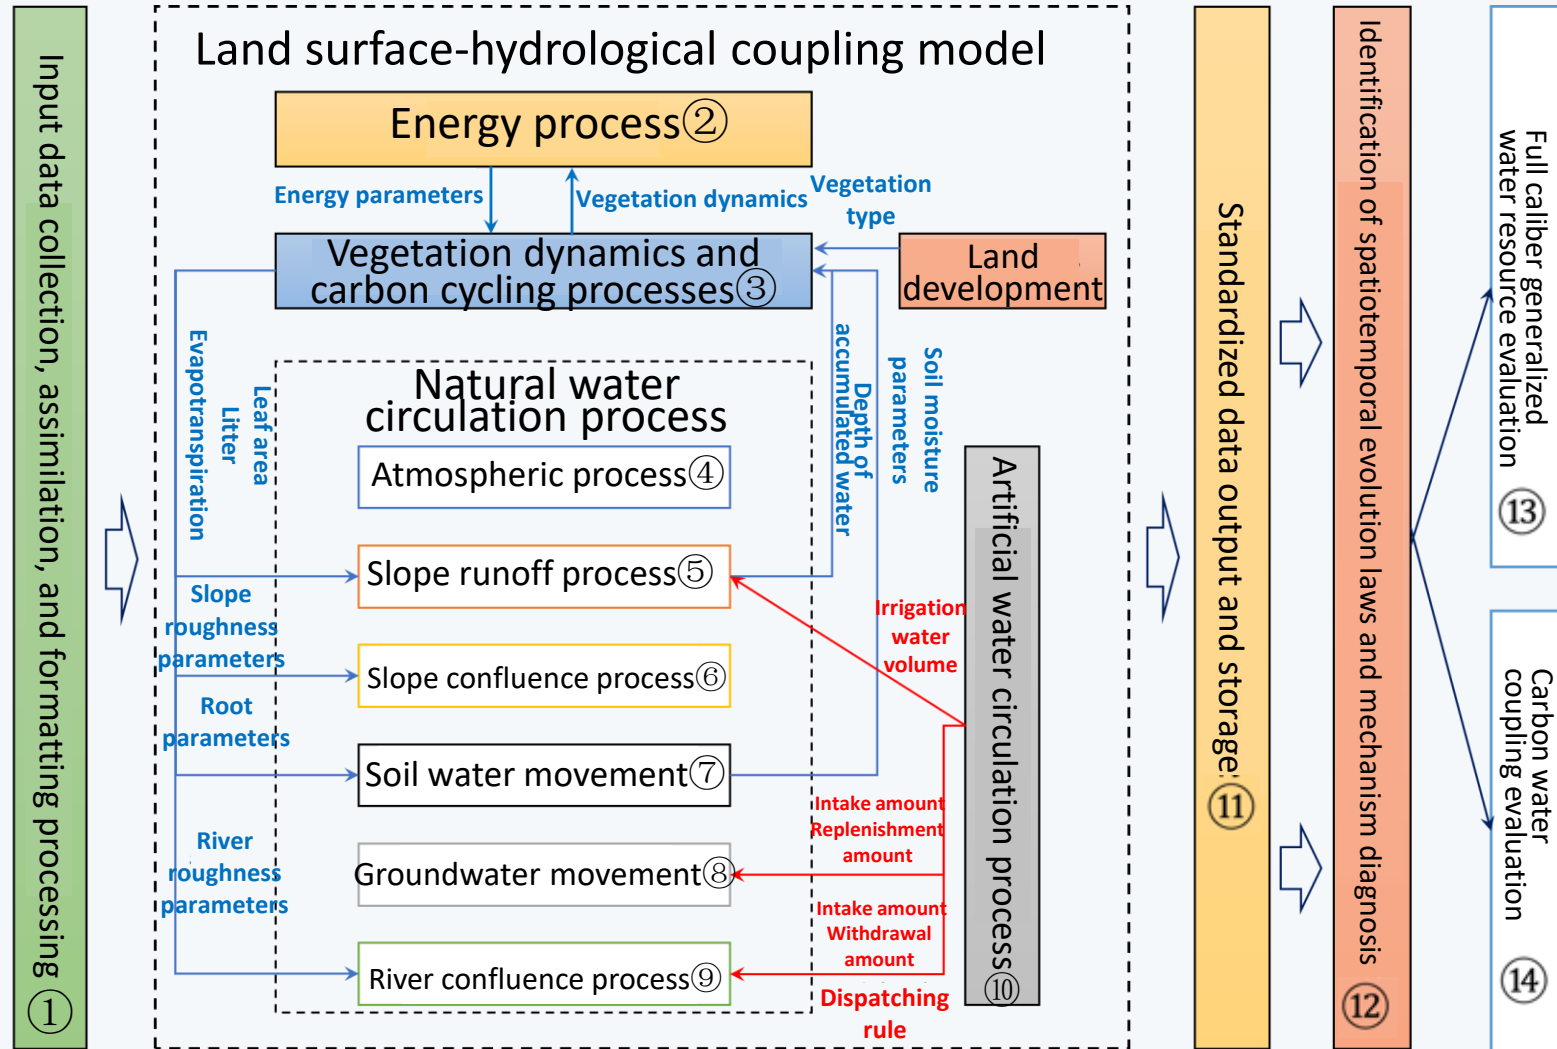 Input data collection, assimilation, and formatting processing ①
Land surface-hydrological coupling model
Energy process②
Energy parameters
Vegetation dynamics
Vegetation
type
Vegetation dynamics and
carbon cycling processes③
Land
development
Evapotranspiration
Litter
Leaf area
Natural water
circulation process
Depth of
accumulated water
Soil moisture
parameters
Atmospheric process④
Slope runoff process⑤
Slope
roughness
parameters
Slope confluence process⑥
Root
parameters
Soil water movement⑦
River
roughness
parameters
Groundwater movement⑧
River confluence process⑨
Irrigation
water
volume
Intake amount
Replenishment
amount
Intake amount
Withdrawal
amount
Dispatching
rule
Artificial water circulation process⑩
Standardized data output and storage
⑪
Identification of spatiotemporal evolution laws and mechanism diagnosis
⑫
Full caliber generalized
water resource evaluation
⑬
Carbon water
coupling evaluation
⑭